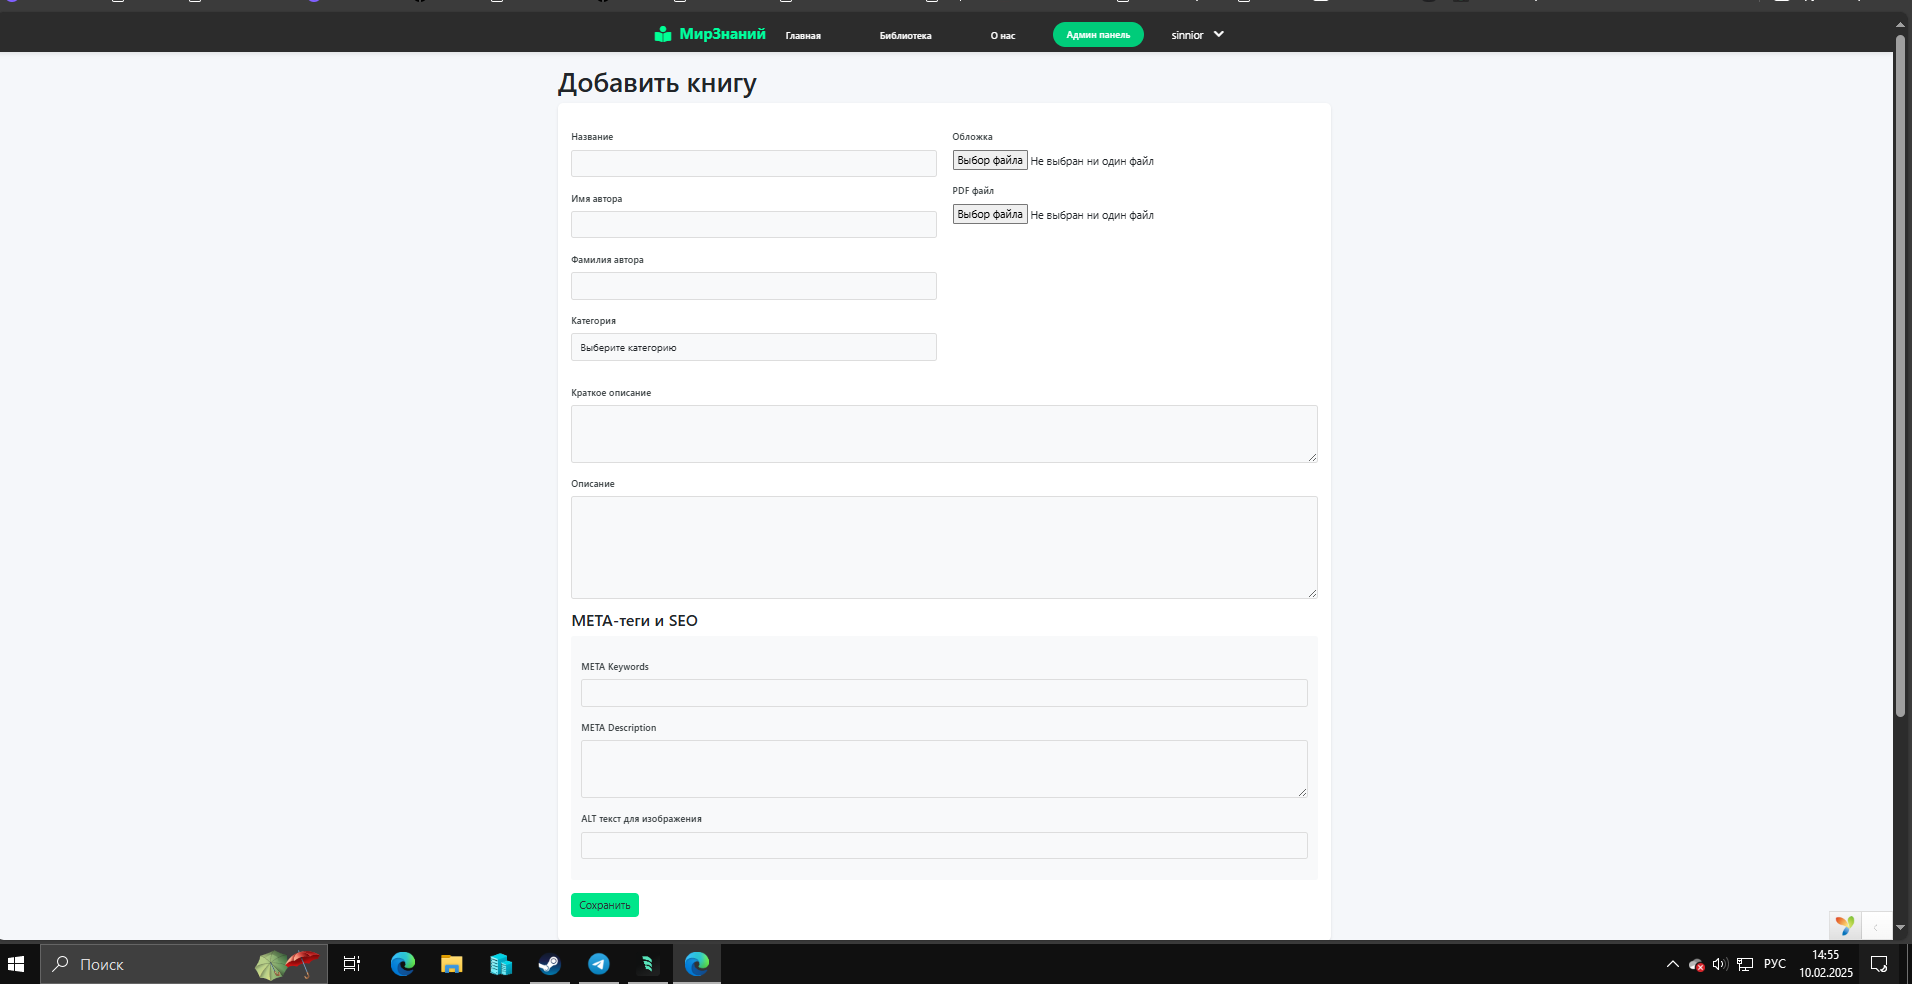 МирЗнаний Главная Библиотека О нас Админ панель sinnior
Добавить книгу
Название
Обложка
Выбор файла Не выбран ни один файл
Имя автора
PDF файл
Выбор файла Не выбран ни один файл
Фамилия автора
Категория
Выберите категорию
Краткое описание
Описание
META-теги и SEO
META Keywords
META Description
ALT текст для изображения
Сохранить
Поиск
РУС
14:55
10.02.2025